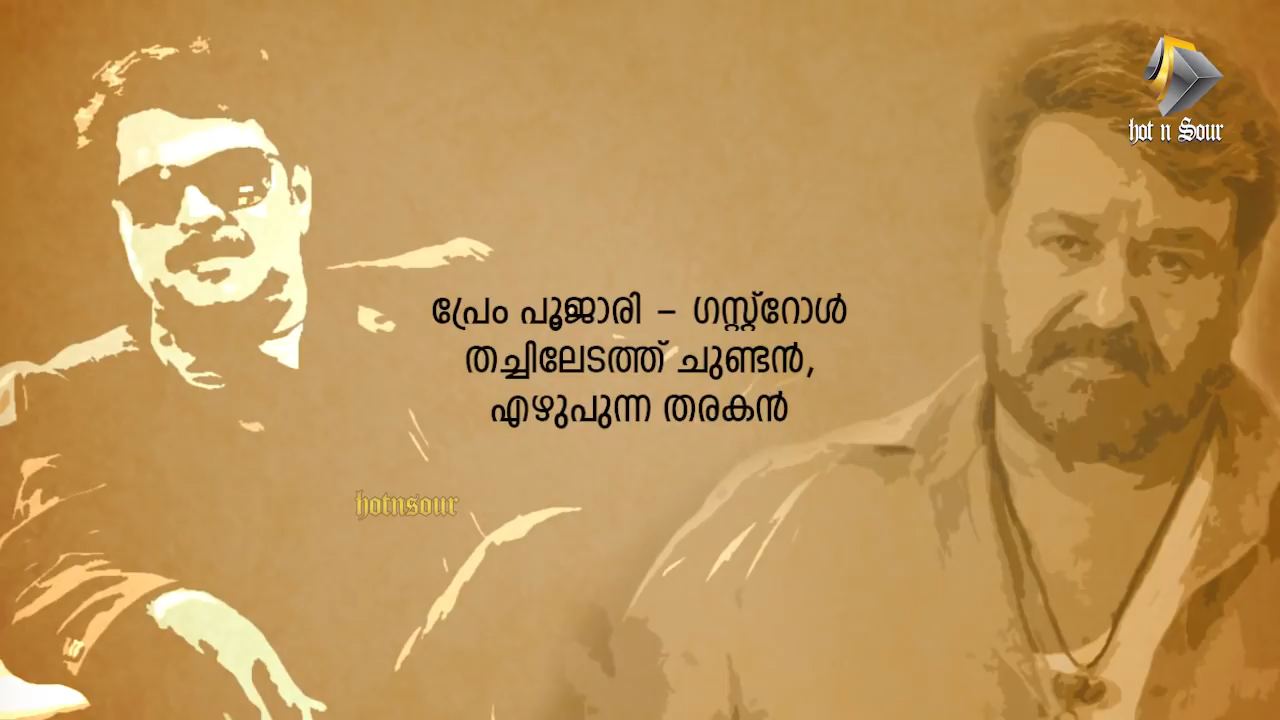 hot n Sour
പ്രേം പൂജാരി – ഗസ്റ്റ്റോൾ
തച്ചിലേടത്ത് ചുണ്ടൻ,
എഴുപുന്ന തരകൻ
hotnsour